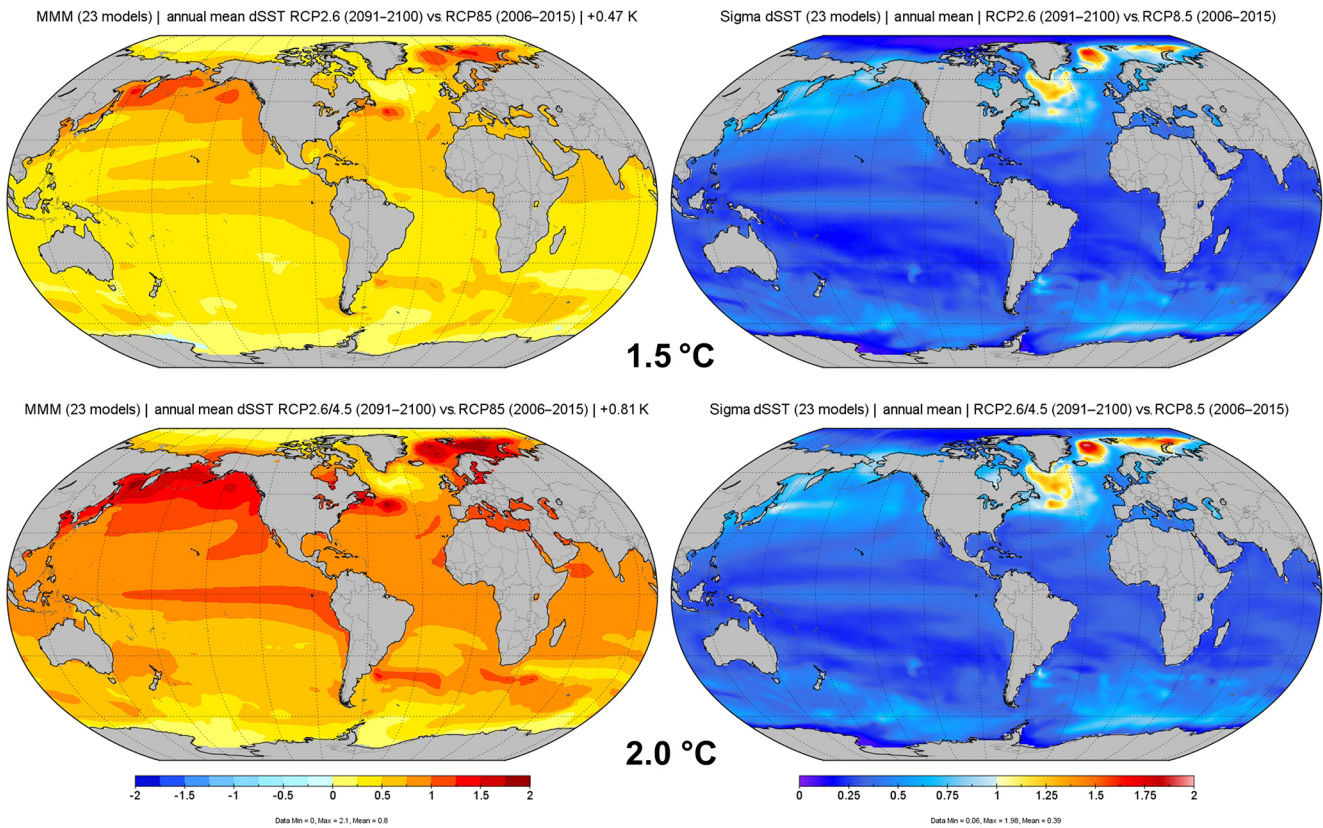 MMM (23 models) | annual mean dSST RCP2.6 (2091–2100) vs. RCP85 (2006–2015) | +0.47 K
Sigma dSST (23 models) | annual mean | RCP2.6 (2091–2100) vs. RCP8.5 (2006–2015)
1.5 °C
MMM (23 models) | annual mean dSST RCP2.6/4.5 (2091–2100) vs. RCP85 (2006–2015) | +0.81 K
Sigma dSST (23 models) | annual mean | RCP2.6/4.5 (2091–2100) vs. RCP8.5 (2006–2015)
2.0 °C
-2 -1.5 -1 -0.5 0 0.5 1 1.5 2
0 0.25 0.5 0.75 1 1.25 1.5 1.75 2
Data Min = 0, Max = 2.1, Mean = 0.8
Data Min = 0.06, Max = 1.98, Mean = 0.39